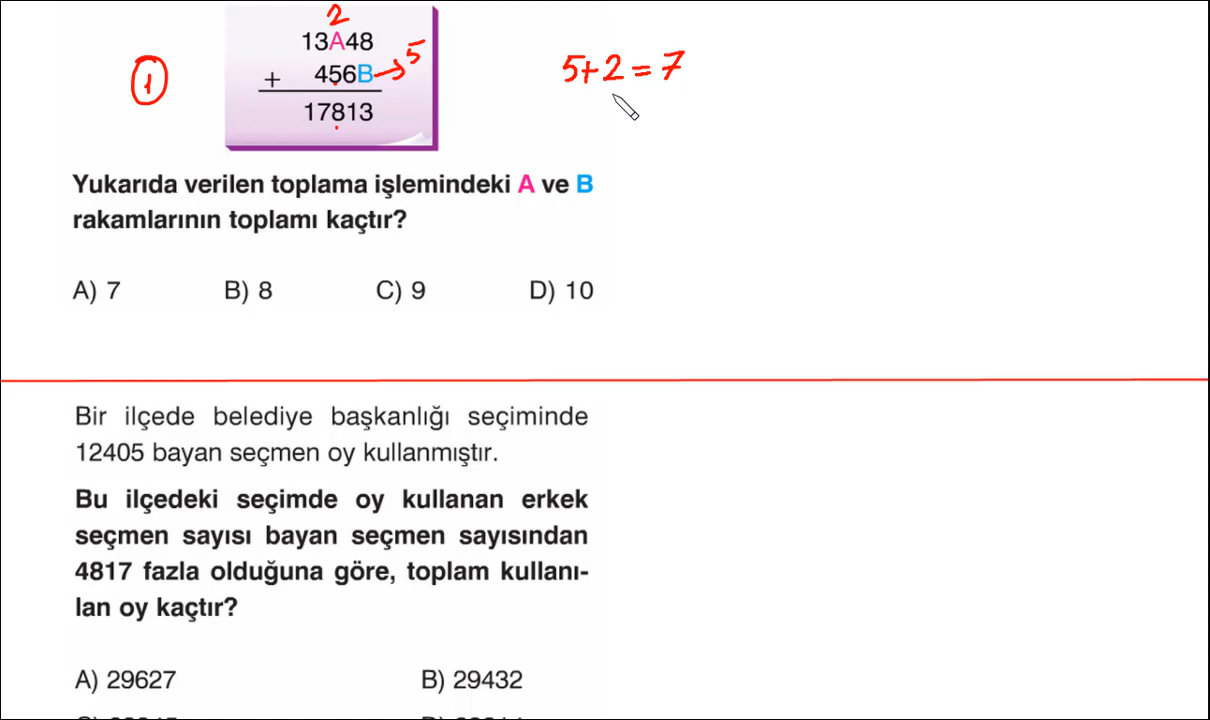 2
13A48
1
+ 456B → 5
5+2=7
17813
Yukarıda verilen toplama işlemindeki A ve B
rakamlarının toplamı kaçtır?
A) 7 B) 8 C) 9 D) 10
Bir ilçede belediye başkanlığı seçiminde
12405 bayan seçmen oy kullanmıştır.
Bu ilçedeki seçimde oy kullanan erkek
seçmen sayısı bayan seçmen sayısından
4817 fazla olduğuna göre, toplam kullanı-
lan oy kaçtır?
A) 29627 B) 29432